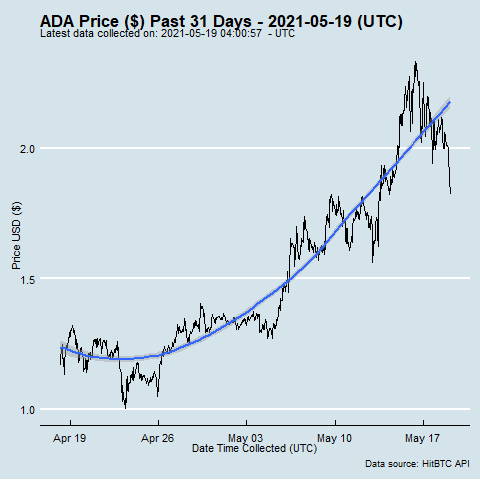 ADA Price ($) Past 31 Days - 2021-05-19 (UTC)
Latest data collected on: 2021-05-19 04:00:57 - UTC
2.0
1.5
1.0
Price USD ($)
Apr 19 Apr 26 May 03 May 10 May 17
Date Time Collected (UTC)
Data source: HitBTC API